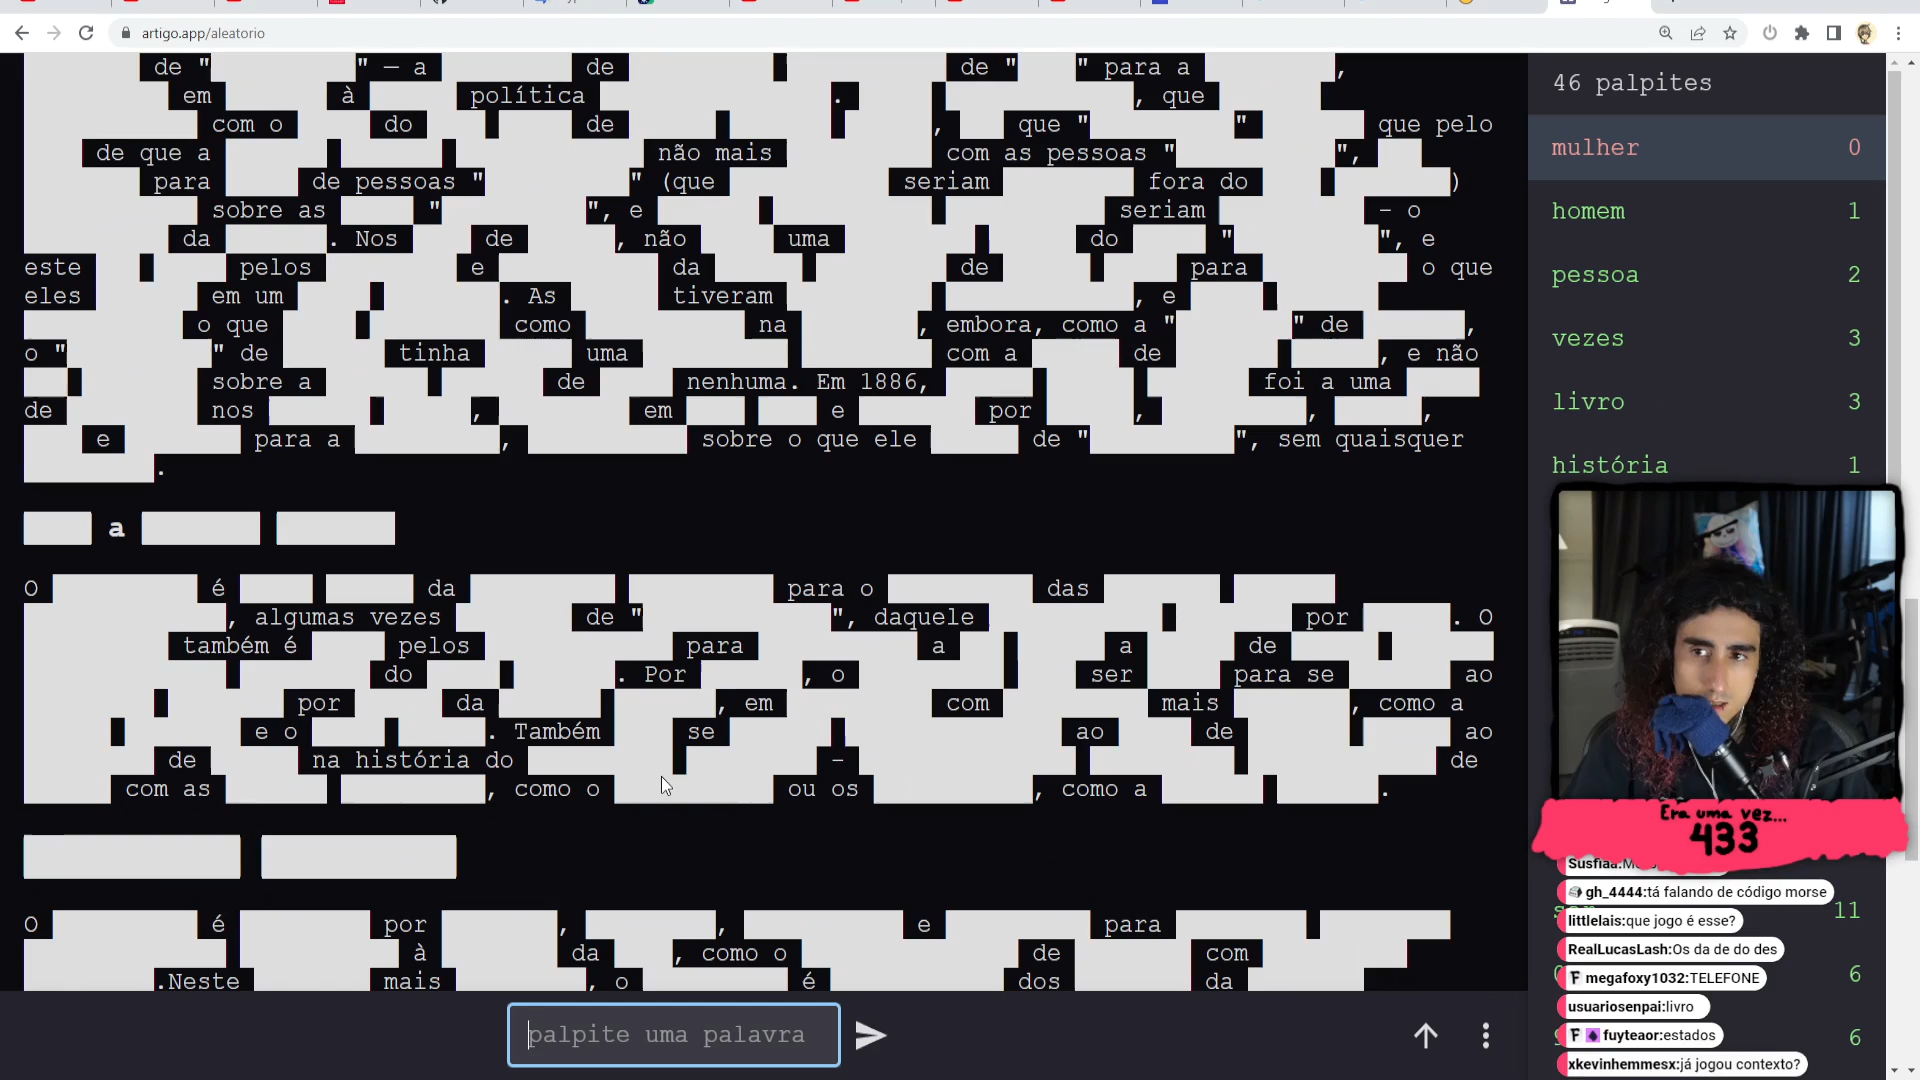 artigo.app/aleatorio
de " " – a de de " " para a ,
em à política . , que
com o do de , que " " que pelo
de que a não mais com as pessoas " ",
para de pessoas " " (que seriam fora do )
sobre as " ", e seriam – o
da . Nos de , não uma do " ", e
este pelos e da de para o que
eles em um . As tiveram , e
o que como na , embora, como a " " de ,
o " " de tinha uma com a de , e não
sobre a de nenhuma. Em 1886, foi a uma
de nos , em e por , , ,
e para a , sobre o que ele de " ", sem quaisquer
.
a
O é da para o das
, algumas vezes de " ", daquele por . O
também é pelos para a a de
do . Por , o ser para se ao
por da , em com mais , como a
e o . Também se ao de ao
de na história do – de
com as , como o ou os , como a .
O é por , , e para
à da , como o de com
.Neste mais , o é dos da
palpite uma palavra
46 palpites
mulher 0
homem 1
pessoa 2
vezes 3
livro 3
história 1
Era uma vez...
433
Susfiaa:
gh_4444:tá falando de código morse
11
littlelais:que jogo é esse?
RealLucasLash:Os da de do des
6
megafoxy1032:TELEFONE
usuariosenpai:livro
fuyteaor:estados
6
xkevinhemmesx:já jogou contexto?